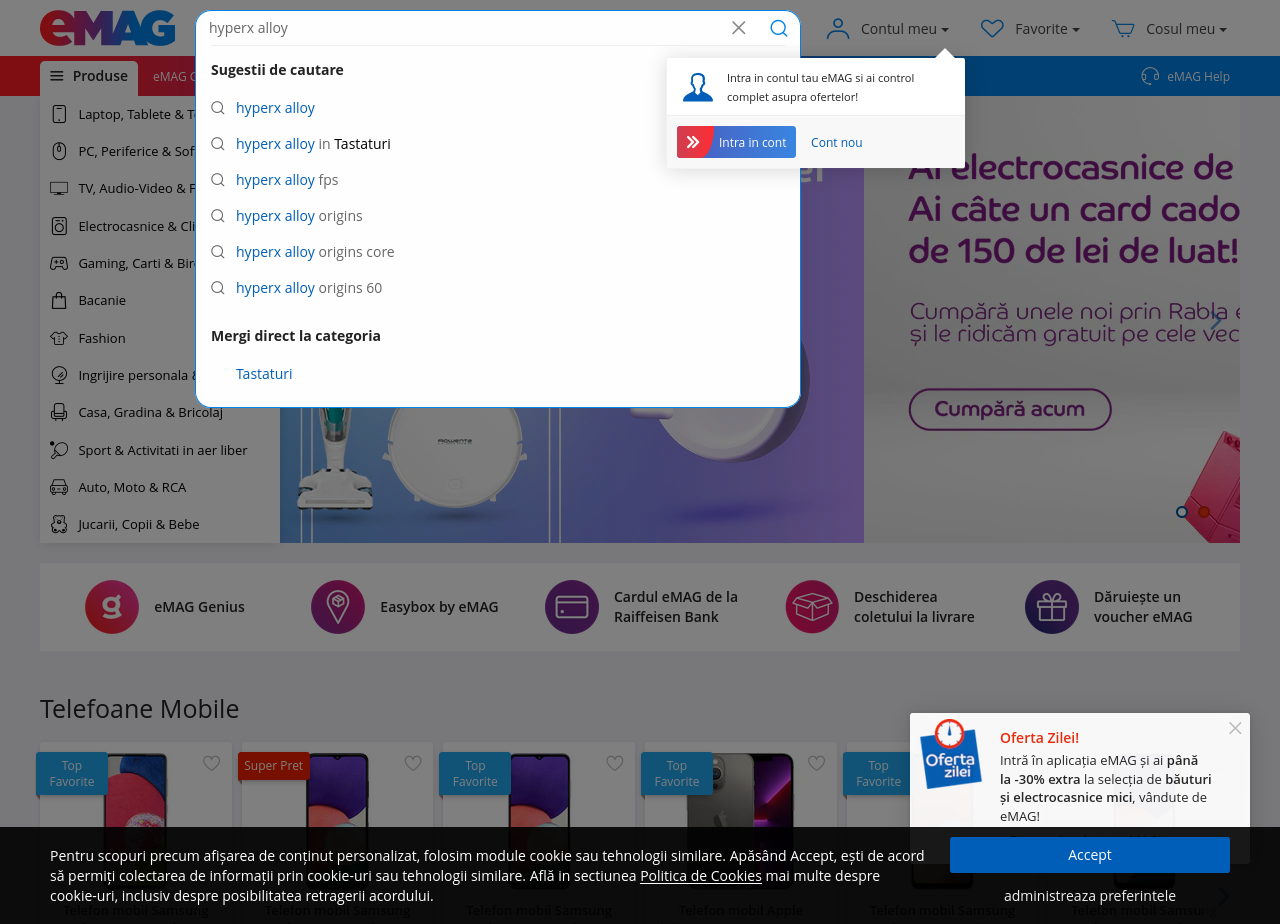 eMAG
hyperx alloy
Contul meu
Favorite
Cosul meu
Produse
eMAG G
eMAG Help
Sugestii de cautare
hyperx alloy
hyperx alloy in Tastaturi
hyperx alloy fps
hyperx alloy origins
hyperx alloy origins core
hyperx alloy origins 60
Mergi direct la categoria
Tastaturi
Intra in contul tau eMAG si ai control
complet asupra ofertelor!
Intra in cont
Cont nou
Laptop, Tablete & T
PC, Periferice & Sof
TV, Audio-Video & F
Electrocasnice & Cli
Gaming, Carti & Bir
Bacanie
Fashion
Ingrijire personala &
Casa, Gradina & Bricolaj
Sport & Activitati in aer liber
Auto, Moto & RCA
Jucarii, Copii & Bebe
Rowenta
Ai electrocasnice de
Ai câte un card cado
de 150 de lei de luat!
Cumpără unele noi prin Rabla e
și le ridicăm gratuit pe cele vec
Cumpără acum
eMAG Genius
Easybox by eMAG
Cardul eMAG de la
Raiffeisen Bank
Deschiderea
coletului la livrare
Dăruiește un
voucher eMAG
Telefoane Mobile
Top
Favorite
Super Pret
Top
Favorite
Top
Favorite
Top
Favorite
Oferta
zilei
Oferta Zilei!
Intră în aplicația eMAG și ai până
la -30% extra la selecția de băuturi
și electrocasnice mici, vândute de
eMAG!
Pentru scopuri precum afișarea de conținut personalizat, folosim module cookie sau tehnologii similare. Apăsând Accept, ești de acord
să permiți colectarea de informații prin cookie-uri sau tehnologii similare. Află in sectiunea Politica de Cookies mai multe despre
cookie-uri, inclusiv despre posibilitatea retragerii acordului.
Accept
administreaza preferintele
Telefon mobil Samsung
Telefon mobil Samsung
Telefon mobil Samsung
Telefon mobil Apple
Telefon mobil Samsung
Telefon mobil Samsu